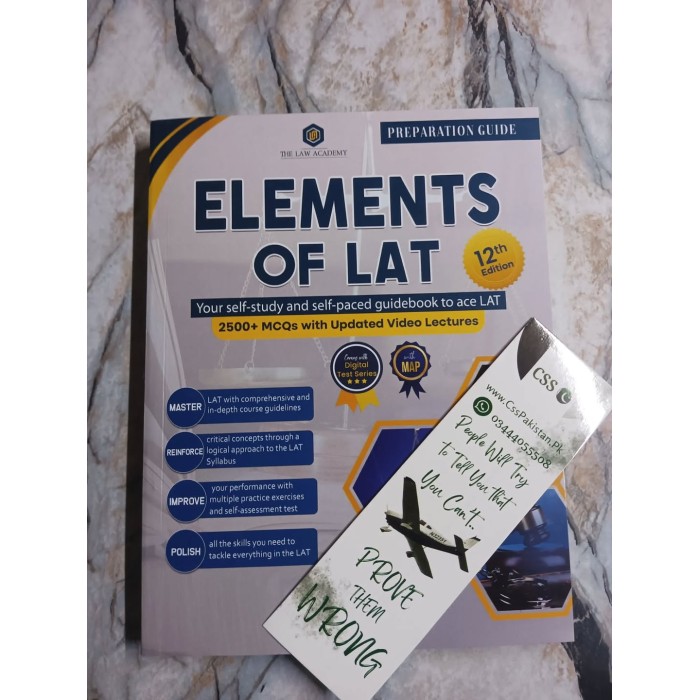 THE LAW ACADEMY
PREPARATION GUIDE
ELEMENTS
OF LAT
12th
Edition
Your self-study and self-paced guidebook to ace LAT
2500+ MCQs with Updated Video Lectures
Comes with
Digital
Test Series
with
MAP
MASTER
LAT with comprehensive and
in-depth course guidelines
REINFORCE
critical concepts through a
logical approach to the LAT
Syllabus
IMPROVE
your performance with
multiple practice exercises
and self-assessment test
POLISH
all the skills you need to
tackle everything in the LAT
CSS
www.CssPakistan.Pk
03444055508
People Will Try
to Tell You that
You Can't..
PROVE
THEM
WRONG